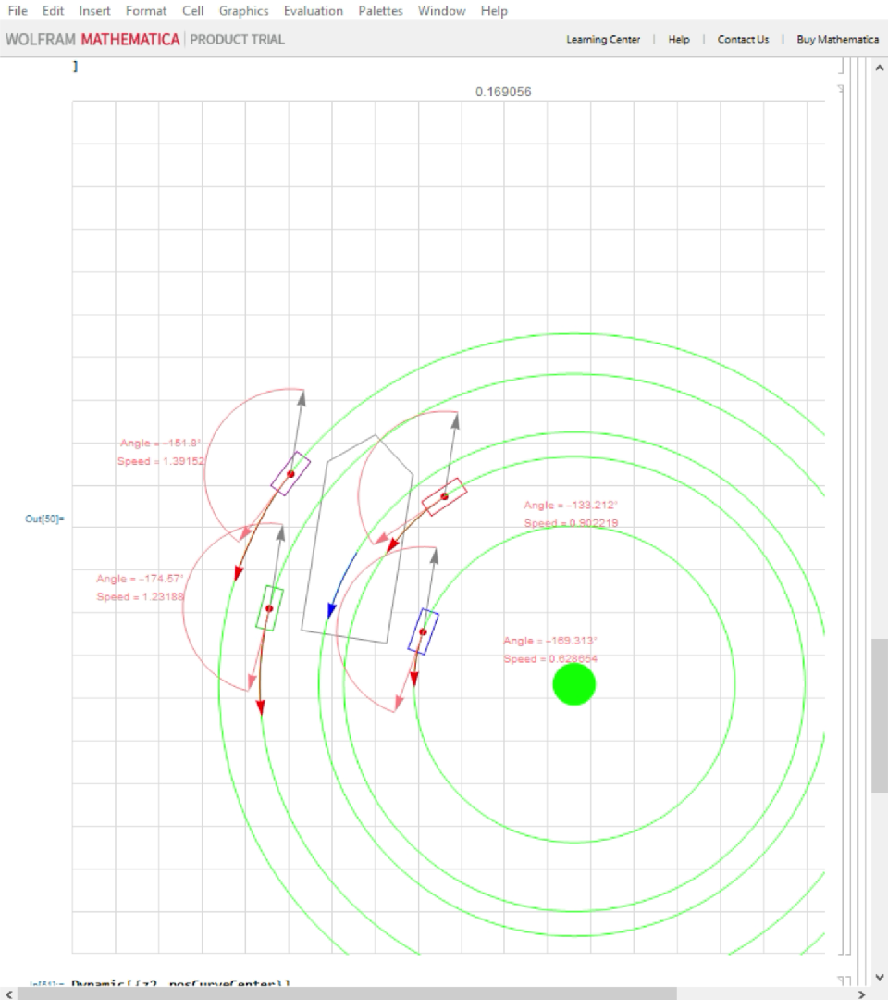 File Edit Insert Format Cell Graphics Evaluation Palettes Window Help
WOLFRAM MATHEMATICA | PRODUCT TRIAL
Learning Center | Help | Contact Us | Buy Mathematica
]
0.169056
Angle = −151.8°
Speed = 1.39152
Angle = −133.212°
Speed = 0.902219
Out[50]=
Angle = −174.57°
Speed = 1.23188
Angle = −169.313°
Speed = 0.628654
In[51]:= Dynamic[{z2, posCurveCenter}]